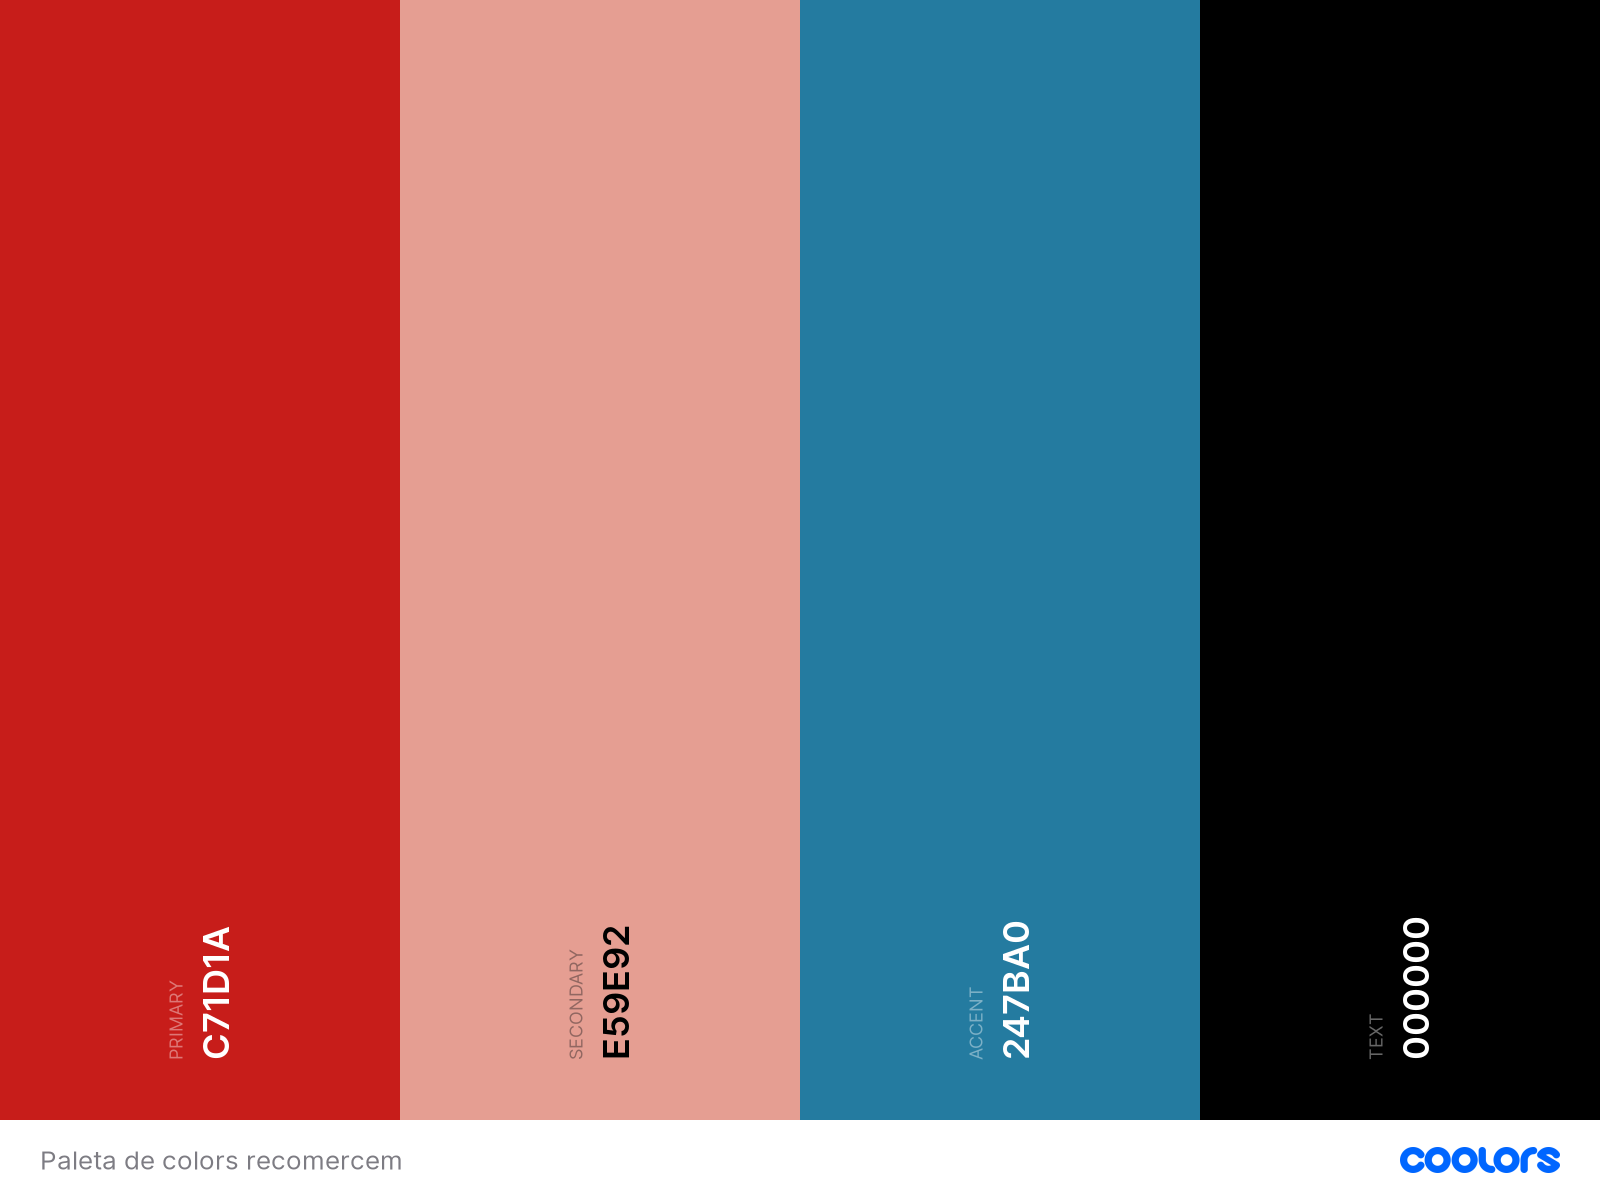 PRIMARY
C71D1A
SECONDARY
E59E92
ACCENT
247BA0
TEXT
000000
Paleta de colors recomercem
coolors